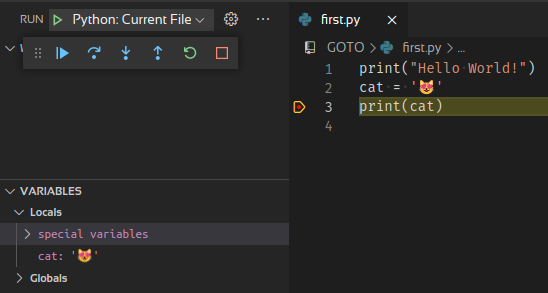 RUN Python: Current File
W
VARIABLES
Locals
special variables
cat: '😻'
Globals
first.py
GOTO > first.py > ...
1 print("Hello World!")
2 cat = '😻'
3 print(cat)
4